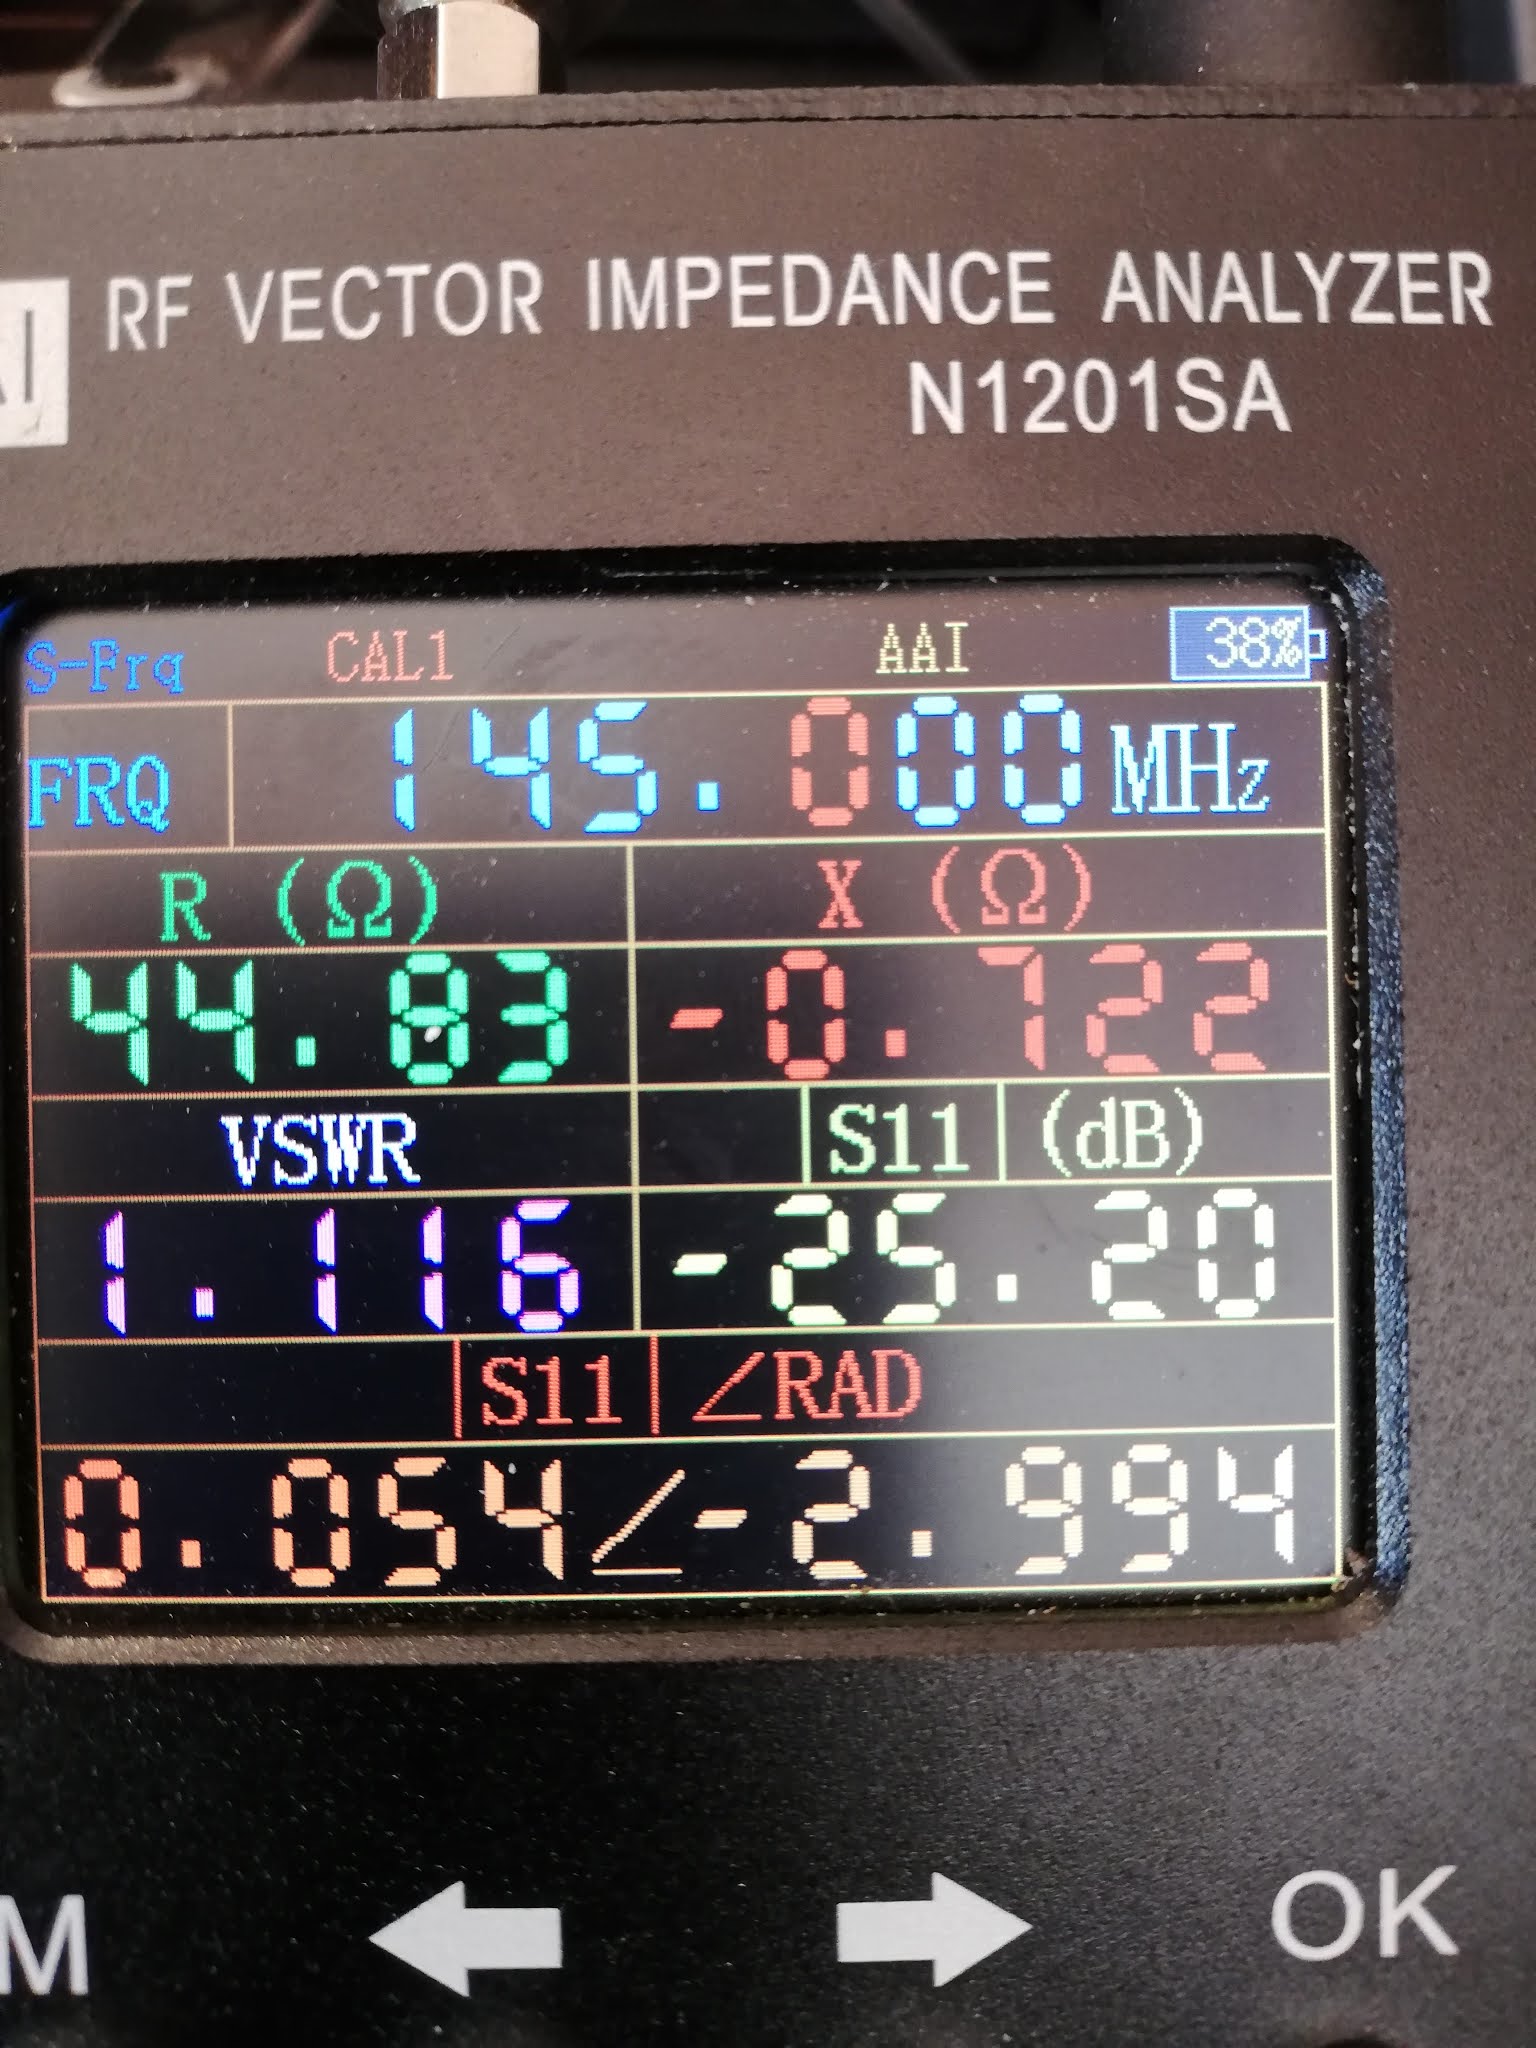 AI RF VECTOR IMPEDANCE ANALYZER
N1201SA
S-Frq CAL1 AAI 38%
FRQ 145.000 MHz
R (Ω) X (Ω)
44.83 -0.722
VSWR |S11| (dB)
1.116 -25.20
|S11| ∠RAD
0.054∠-2.994
M OK